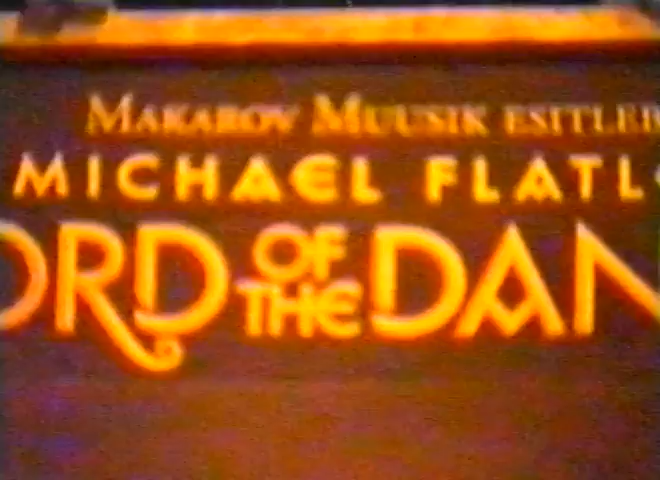 MAKAROV MUUSIK ESITLEB
MICHAEL FLATL
ORD OF THE DAN